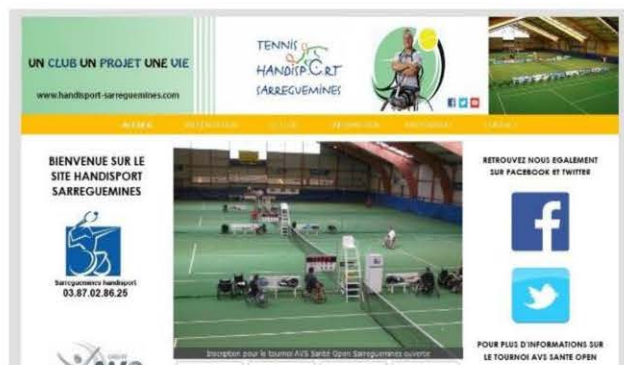 UN CLUB UN PROJET UNE VIE
www.handisport-sarreguemines.com
TENNIS
HANDISPORT
SARREGUEMINES
BIENVENUE SUR LE
SITE HANDISPORT
SARREGUEMINES
Sarreguemines handisport
03.87.02.86.25
Inscription pour le tournoi AVS Santé Open Sarreguemines ouverte
RETROUVEZ NOUS EGALEMENT
SUR FACEBOOK ET TWITTER
POUR PLUS D'INFORMATIONS SUR
LE TOURNOI AVS SANTE OPEN